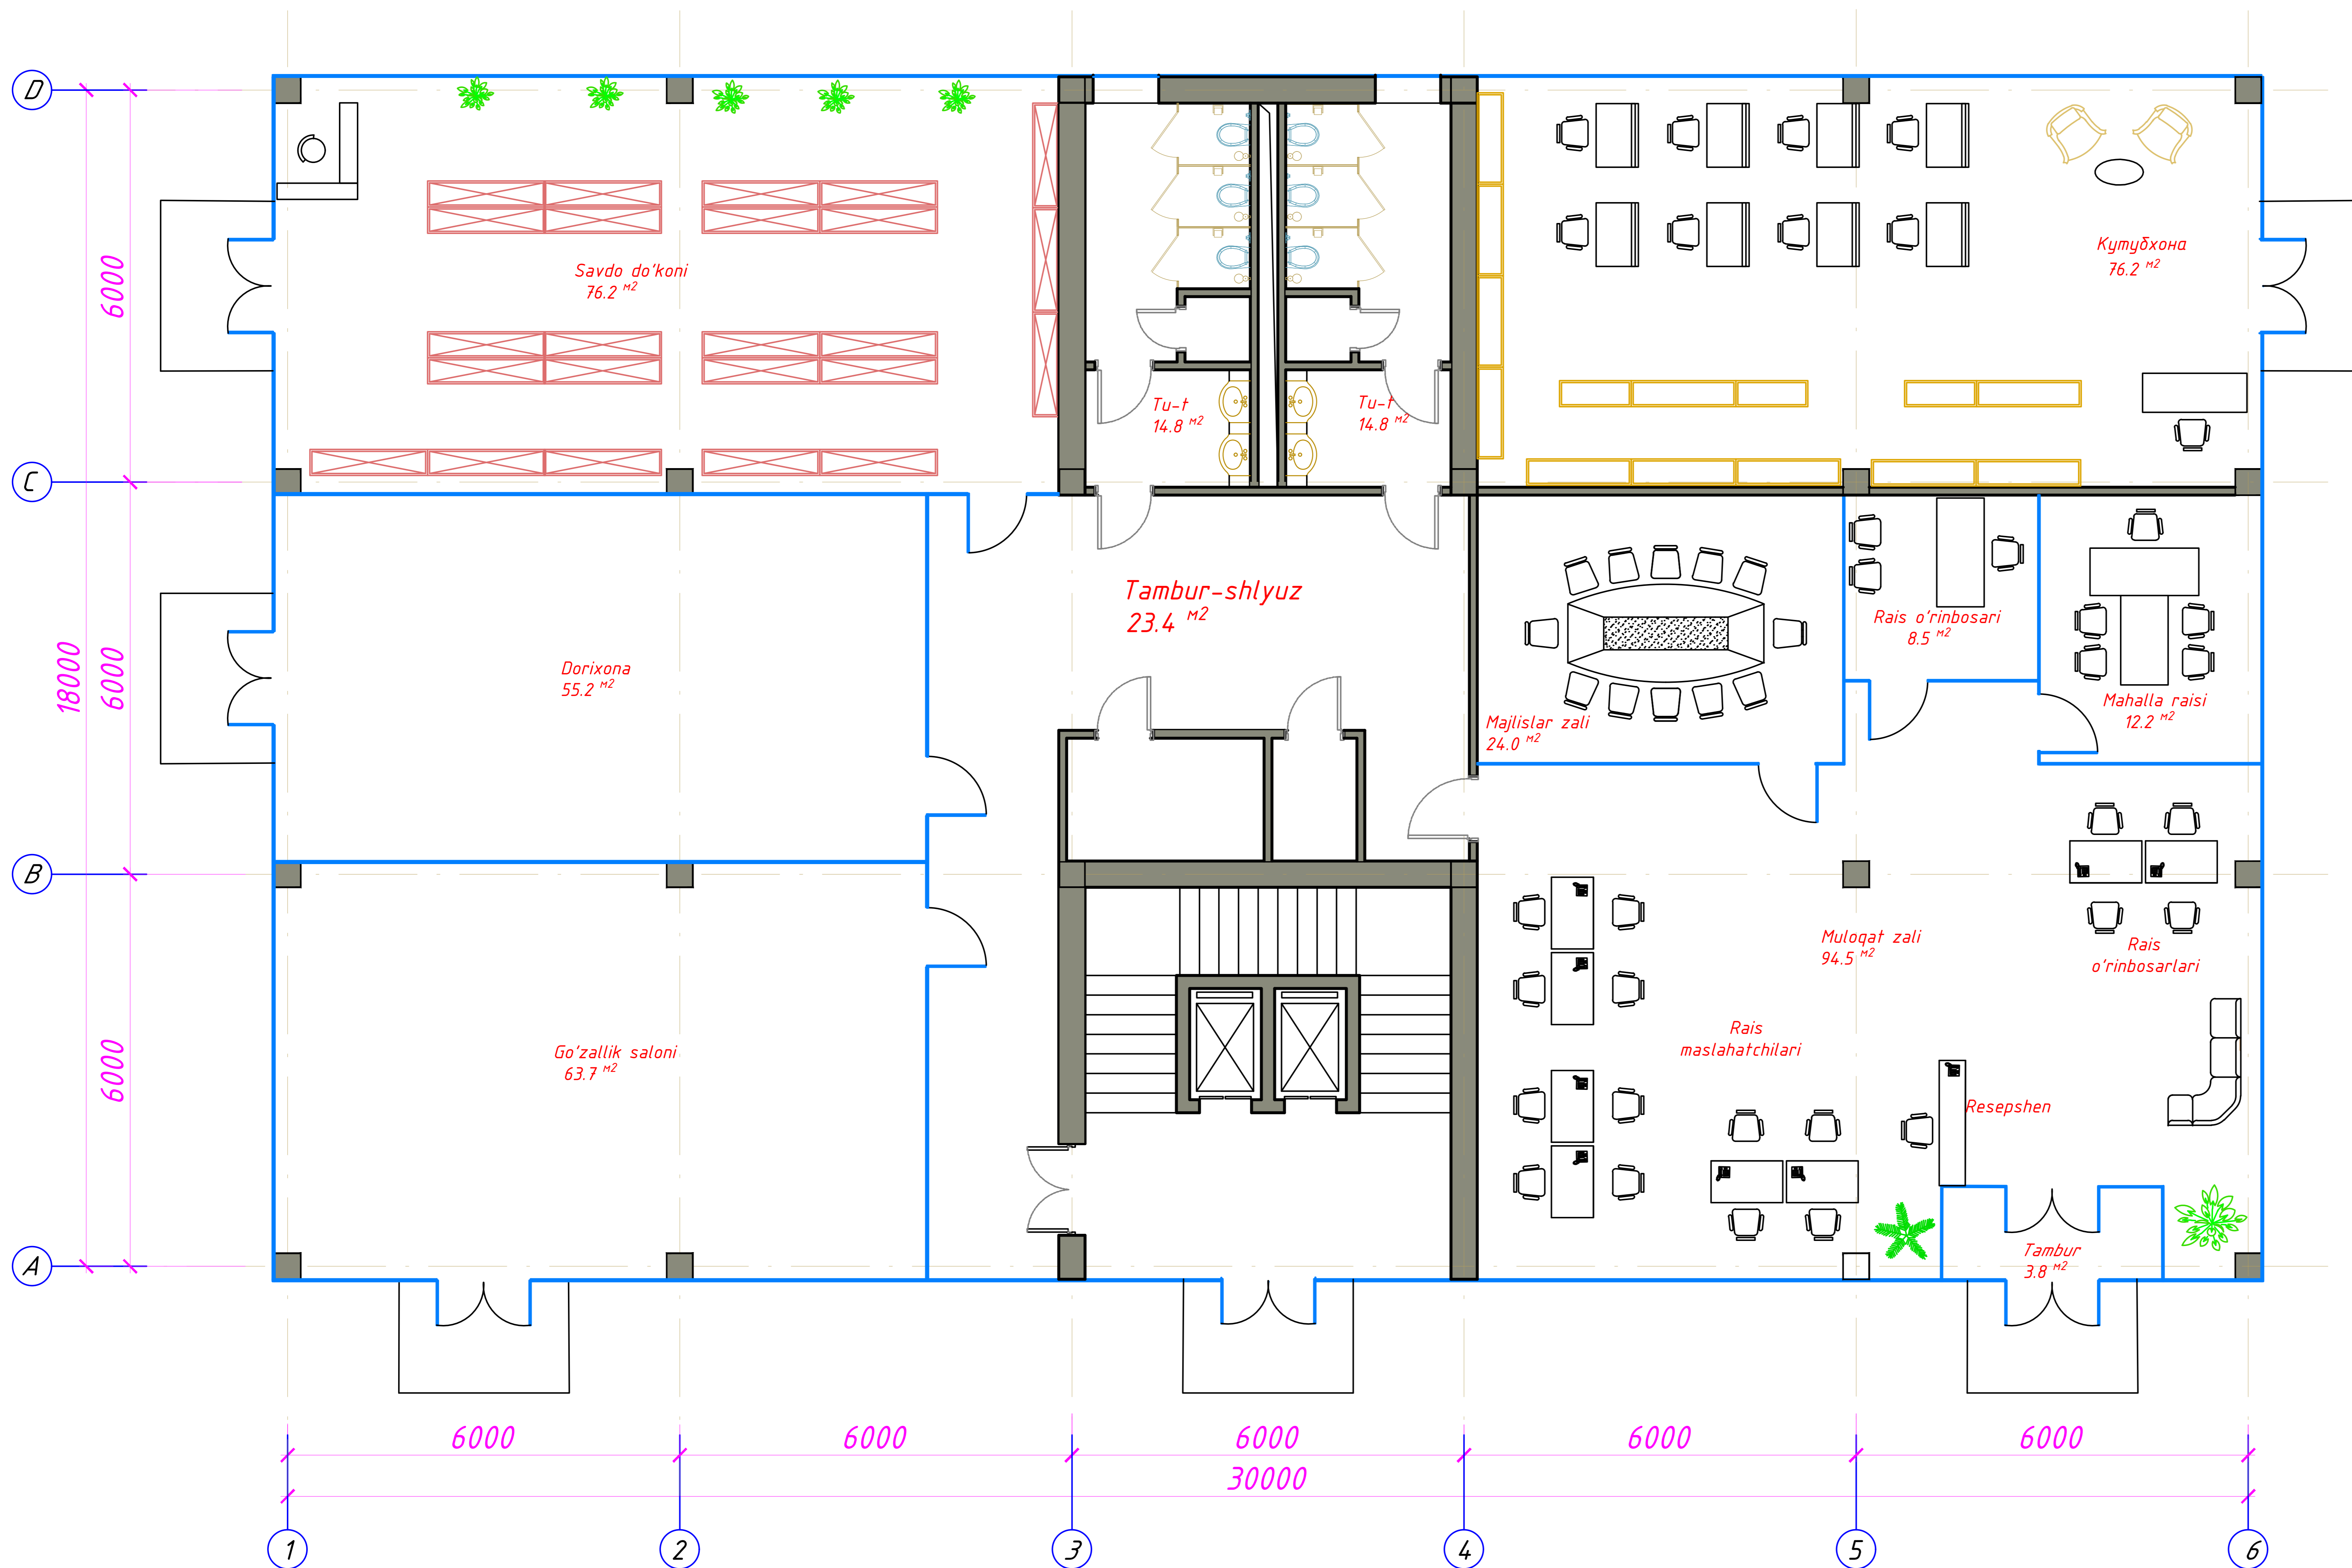 D
C
B
A
6000
6000
6000
18000
Savdo do'koni
76.2 м2
Tu-t
14.8 м2
Tu-t
14.8 м2
Кутубхона
76.2 м2
Tambur-shlyuz
23.4 м2
Dorixona
55.2 м2
Majlislar zali
24.0 м2
Rais o'rinbosari
8.5 м2
Mahalla raisi
12.2 м2
Go'zallik saloni
63.7 м2
Muloqat zali
94.5 м2
Rais
o'rinbosarlari
Rais
maslahatchilari
Resepshen
Tambur
3.8 м2
6000
6000
6000
6000
6000
30000
1
2
3
4
5
6